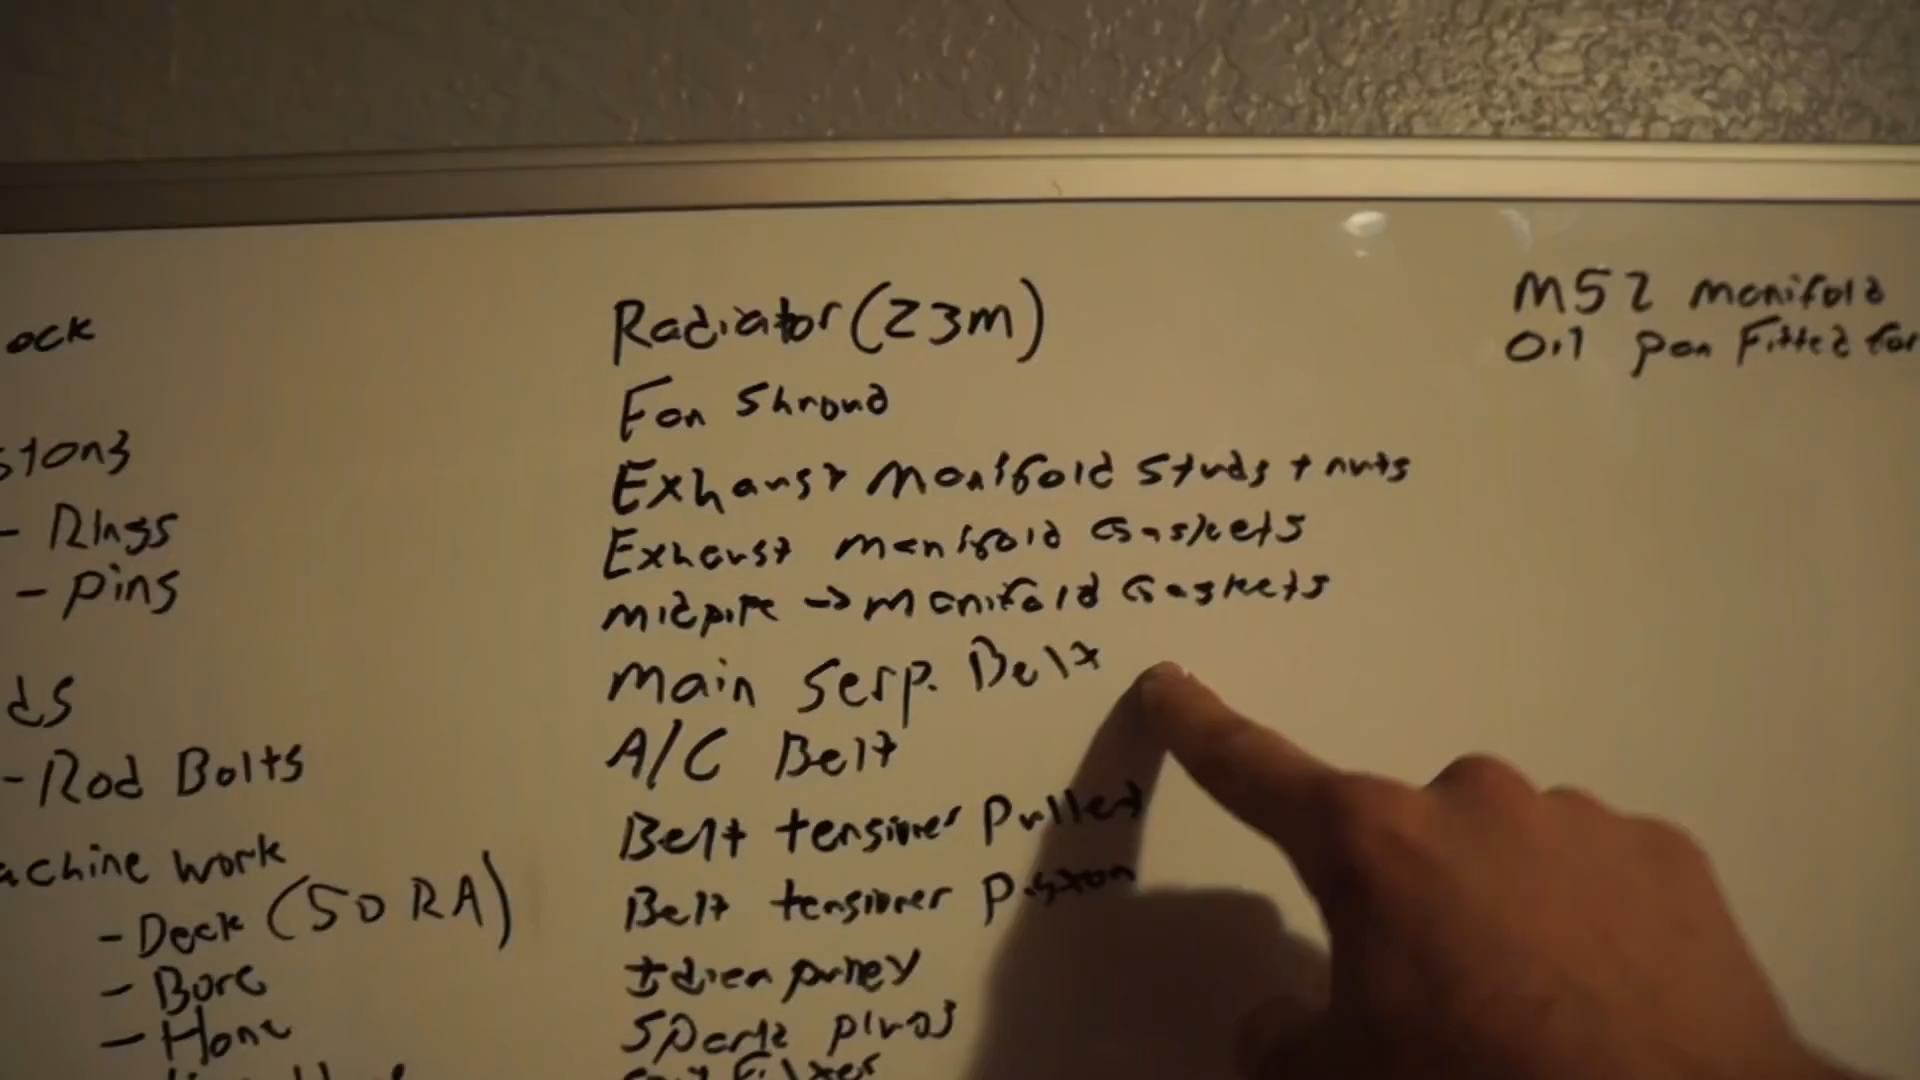 ock
stons
- Rings
- pins
ds
- Rod Bolts
achine work
- Deck (50 RA)
- Bore
- Hone
Radiator (Z3m)
Fan Shroud
Exhaust manifold studs + nuts
Exhaust manifold Gaskets
midpipe → manifold Gaskets
Main Serp. Belt
A/C Belt
Belt tensioner Pulley
Belt tensioner Piston
Idler pulley
Spark plugs
Filter
M52 manifold
Oil pan Fitted for